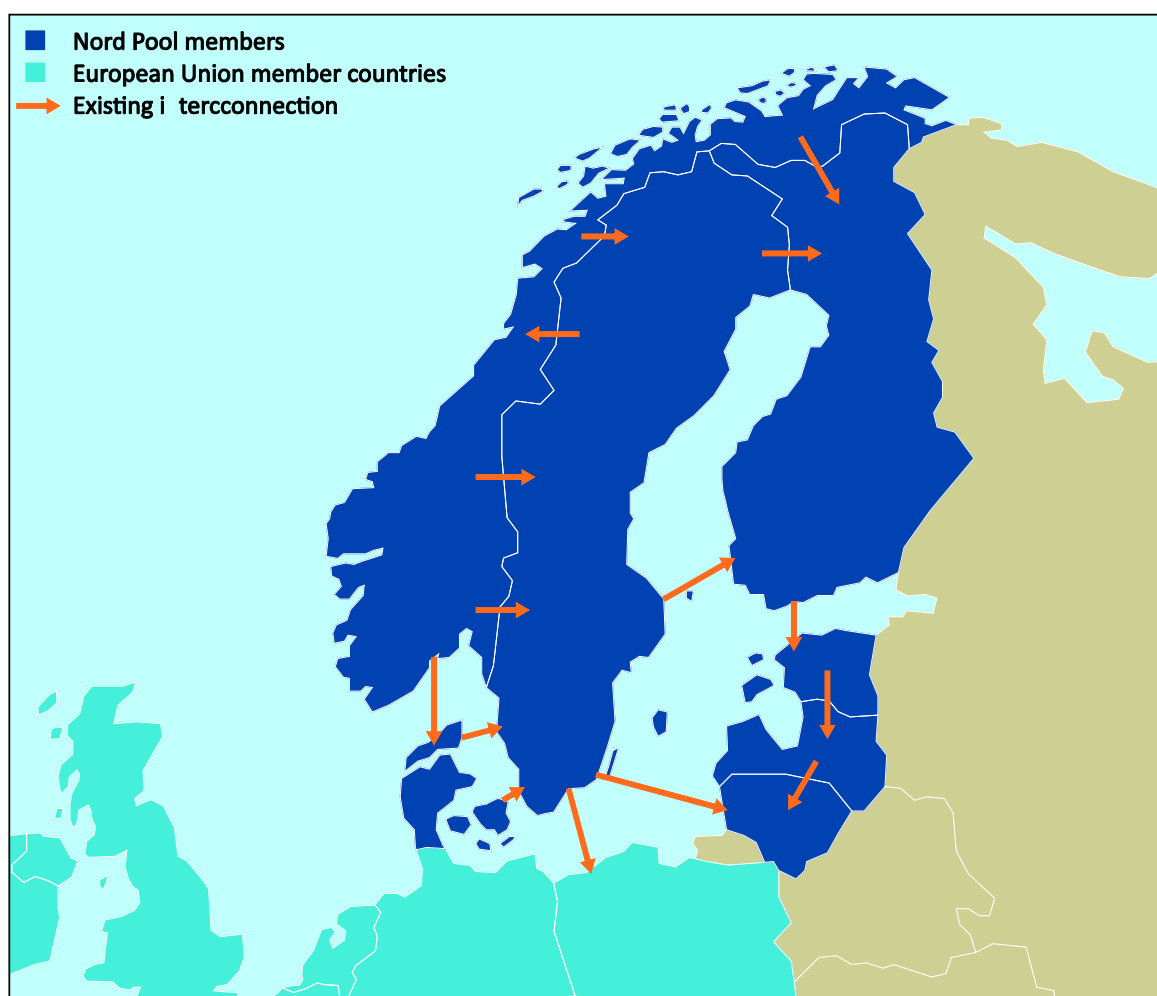 Nord Pool members
European Union member countries
Existing i tercconnection